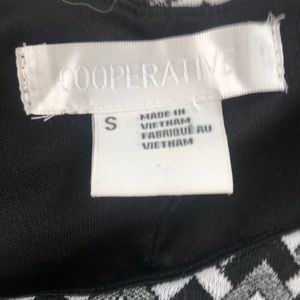 COOPERATIVE
S
MADE IN
VIETNAM
FABRIQUÉ AU
VIETNAM